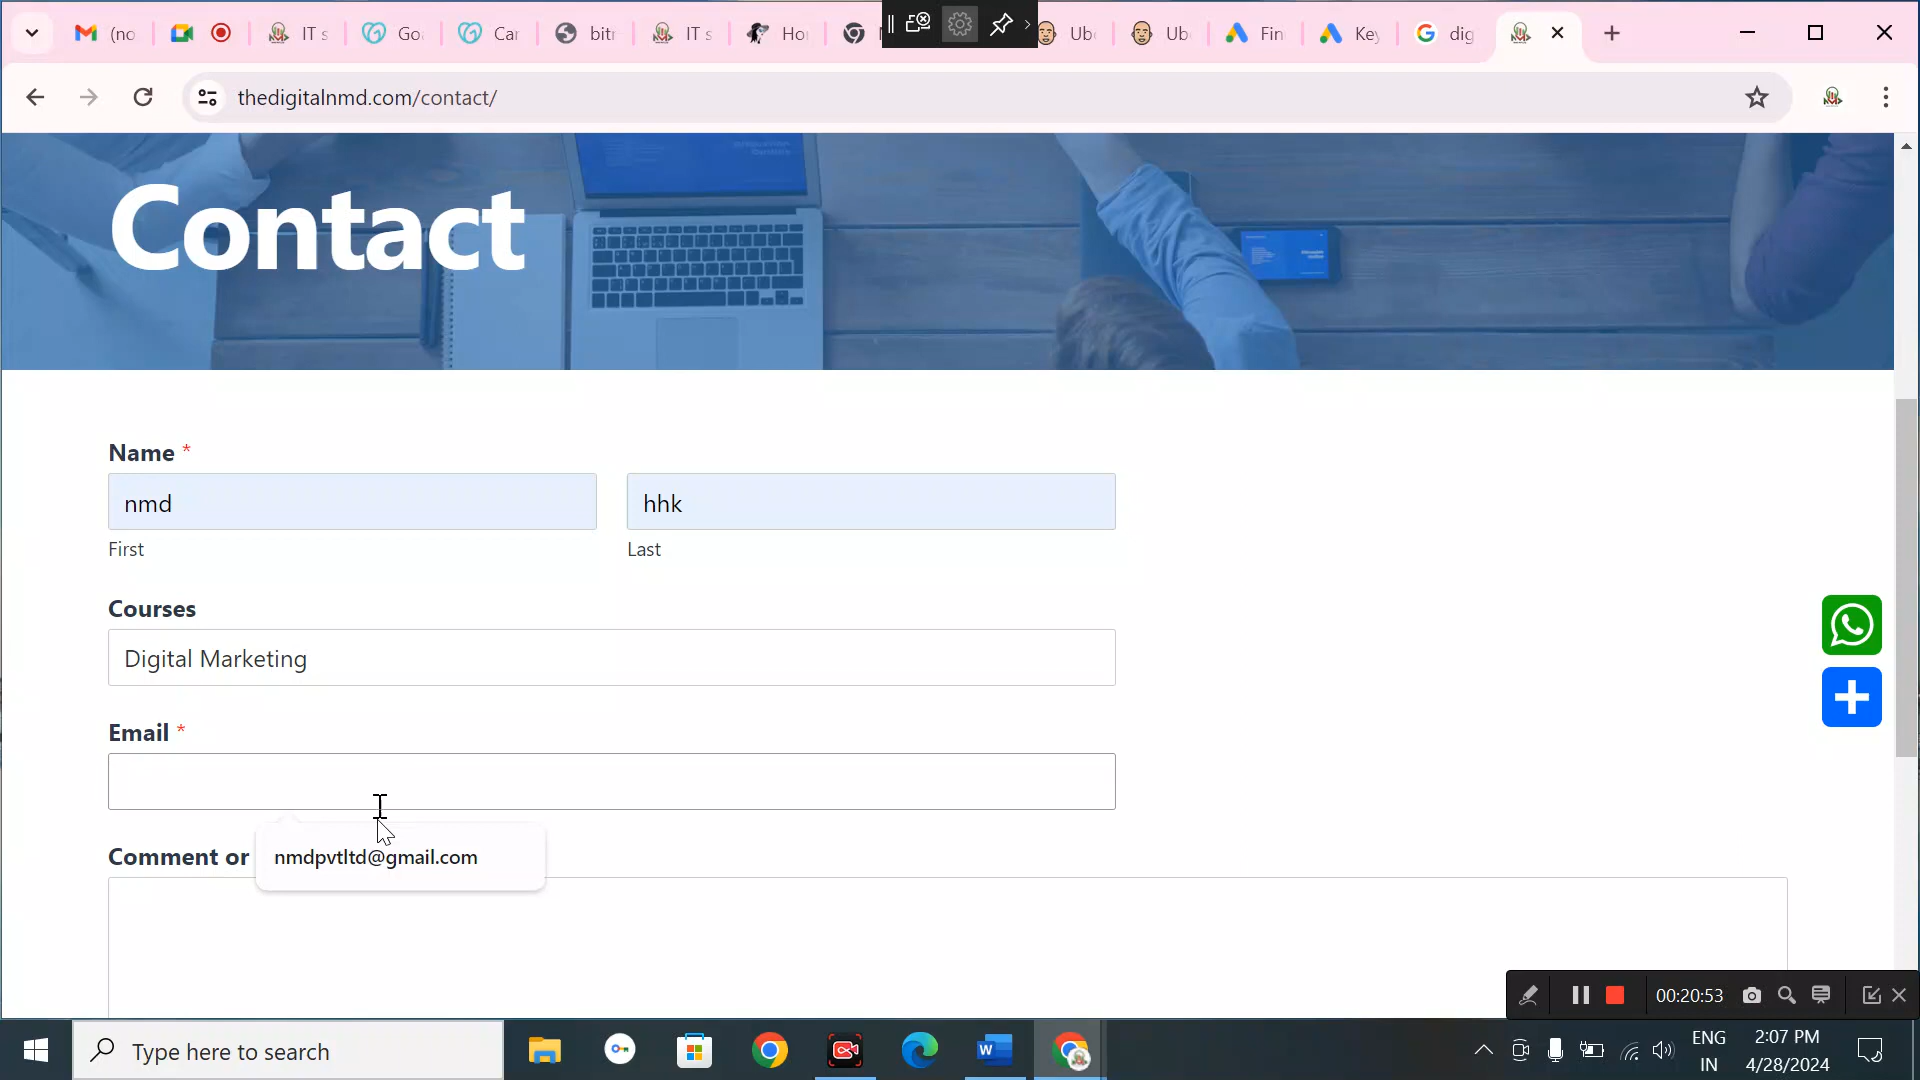 (no
IT s
Go
Car
bitr
IT s
Ho
Ub
Ub
Fin
Key
dig
thedigitalnmd.com/contact/
Contact
Name *
nmd
hhk
First
Last
Courses
Digital Marketing
Email *
nmdpvtltd@gmail.com
Comment or
00:20:53
Type here to search
ENG
IN
2:07 PM
4/28/2024